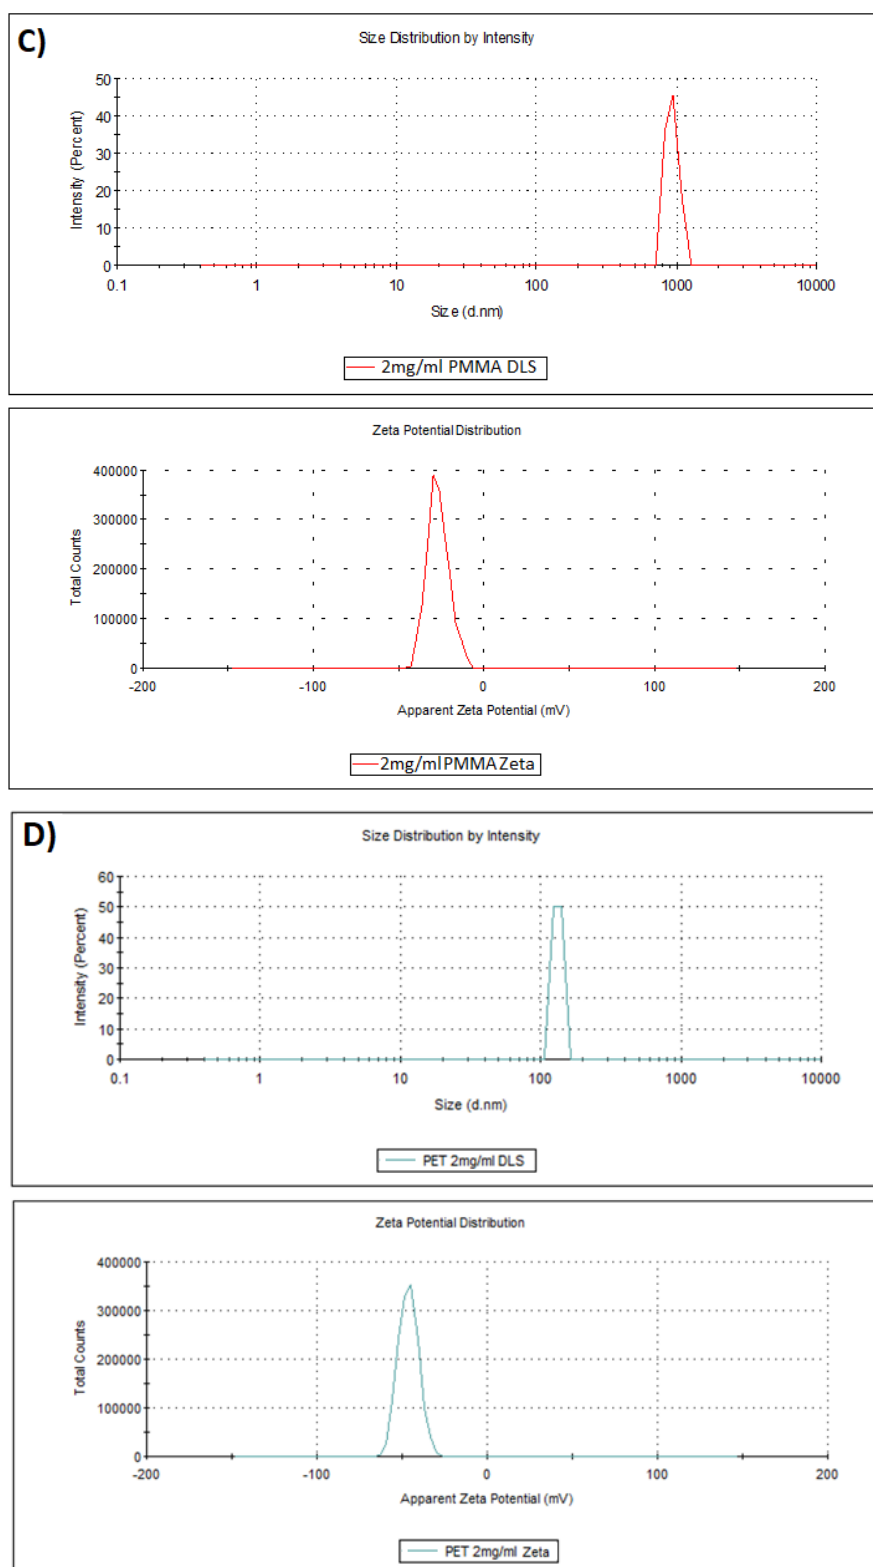 C)
Size Distribution by Intensity
Intensity (Percent)
50
40
30
20
10
0
0.1 1 10 100 1000 10000
Size (d.nm)
2mg/ml PMMA DLS
Zeta Potential Distribution
Total Counts
400000
300000
200000
100000
0
-200 -100 0 100 200
Apparent Zeta Potential (mV)
2mg/mlPMMAZeta
D)
Size Distribution by Intensity
Intensity (Percent)
60
50
40
30
20
10
0
0.1 1 10 100 1000 10000
Size (d.nm)
PET 2mg/ml DLS
Zeta Potential Distribution
Total Counts
400000
300000
200000
100000
0
-200 -100 0 100 200
Apparent Zeta Potential (mV)
PET 2mg/ml Zeta